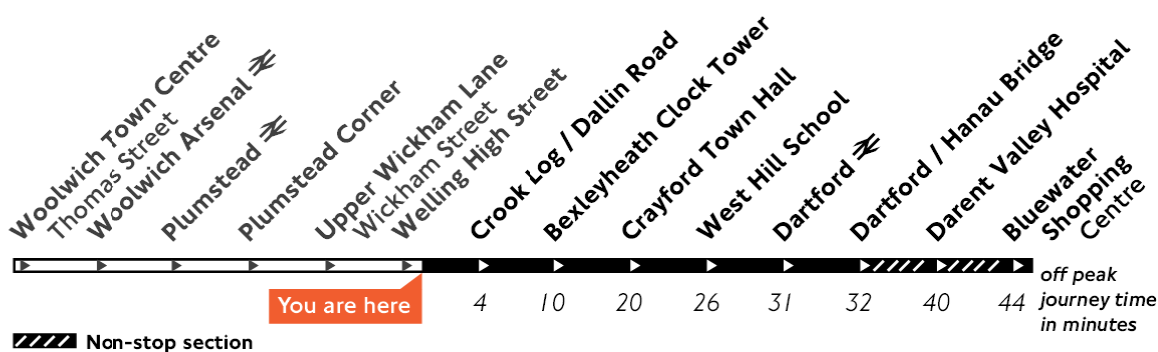 Woolwich Town Centre
Thomas Street
Woolwich Arsenal
Plumstead
Plumstead Corner
Upper Wickham Lane
Wickham Street
Welling High Street
Crook Log / Dallin Road
Bexleyheath Clock Tower
Crayford Town Hall
West Hill School
Dartford
Dartford / Hanau Bridge
Darent Valley Hospital
Bluewater
Shopping
Centre
You are here
4 10 20 26 31 32 40 44
off peak
journey time
in minutes
Non-stop section